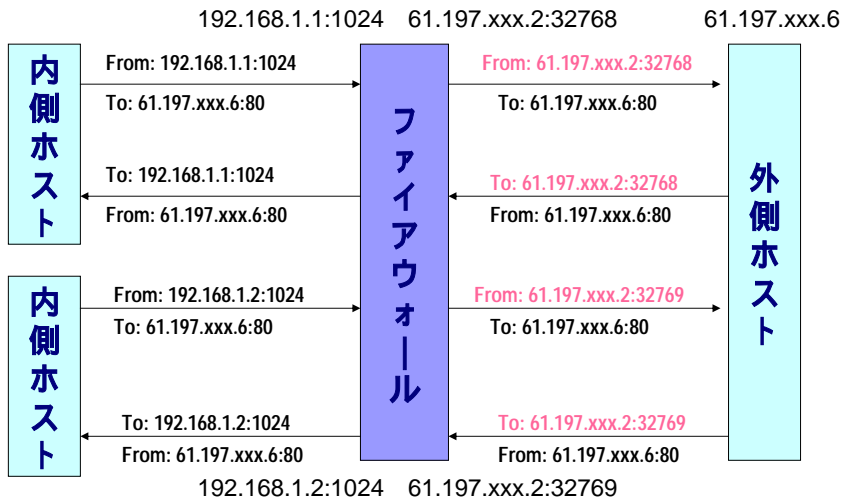 192.168.1.1:1024 61.197.xxx.2:32768 61.197.xxx.6
内側ホスト
From: 192.168.1.1:1024
To: 61.197.xxx.6:80
To: 192.168.1.1:1024
From: 61.197.xxx.6:80
内側ホスト
From: 192.168.1.2:1024
To: 61.197.xxx.6:80
To: 192.168.1.2:1024
From: 61.197.xxx.6:80
ファイアウォール
From: 61.197.xxx.2:32768
To: 61.197.xxx.6:80
To: 61.197.xxx.2:32768
From: 61.197.xxx.6:80
From: 61.197.xxx.2:32769
To: 61.197.xxx.6:80
To: 61.197.xxx.2:32769
From: 61.197.xxx.6:80
外側ホスト
192.168.1.2:1024 61.197.xxx.2:32769